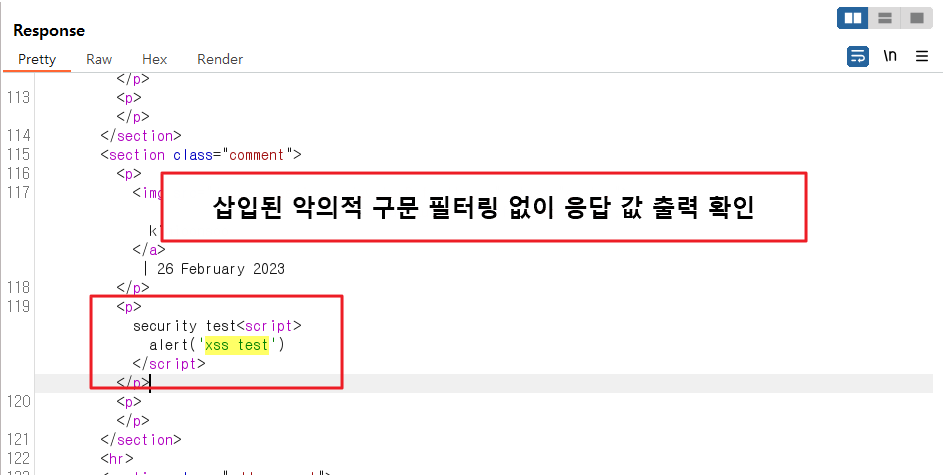 Response
Pretty Raw Hex Render
\n
</p>
113 <p>
</p>
114 </section>
115 <section class="comment">
116 <p>
117 <img
삽입된 악의적 구문 필터링 없이 응답 값 출력 확인
</a>
| 26 February 2023
118 </p>
119 <p>
security test<script>
alert('xss test')
</script>
</p>
120 <p>
</p>
121 </section>
122 <hr>